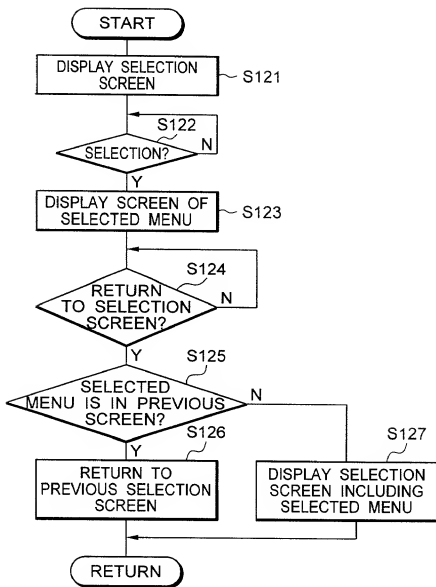 START
DISPLAY SELECTION
SCREEN
S121
S122
SELECTION?
N
Y
DISPLAY SCREEN OF
SELECTED MENU
S123
S124
RETURN
TO SELECTION
SCREEN?
N
Y
S125
SELECTED
MENU IS IN PREVIOUS
SCREEN?
N
Y
S126
RETURN TO
PREVIOUS SELECTION
SCREEN
S127
DISPLAY SELECTION
SCREEN INCLUDING
SELECTED MENU
RETURN